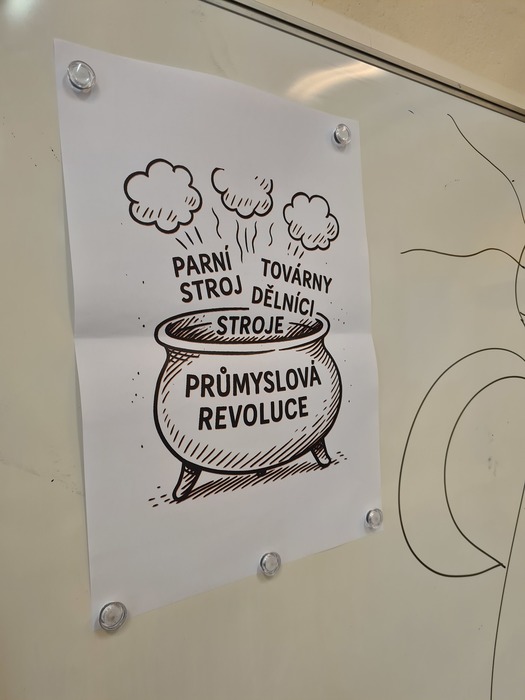 PARNÍ
STROJ
TOVÁRNY
DĚLNÍCI
STROJE
PRŮMYSLOVÁ
REVOLUCE